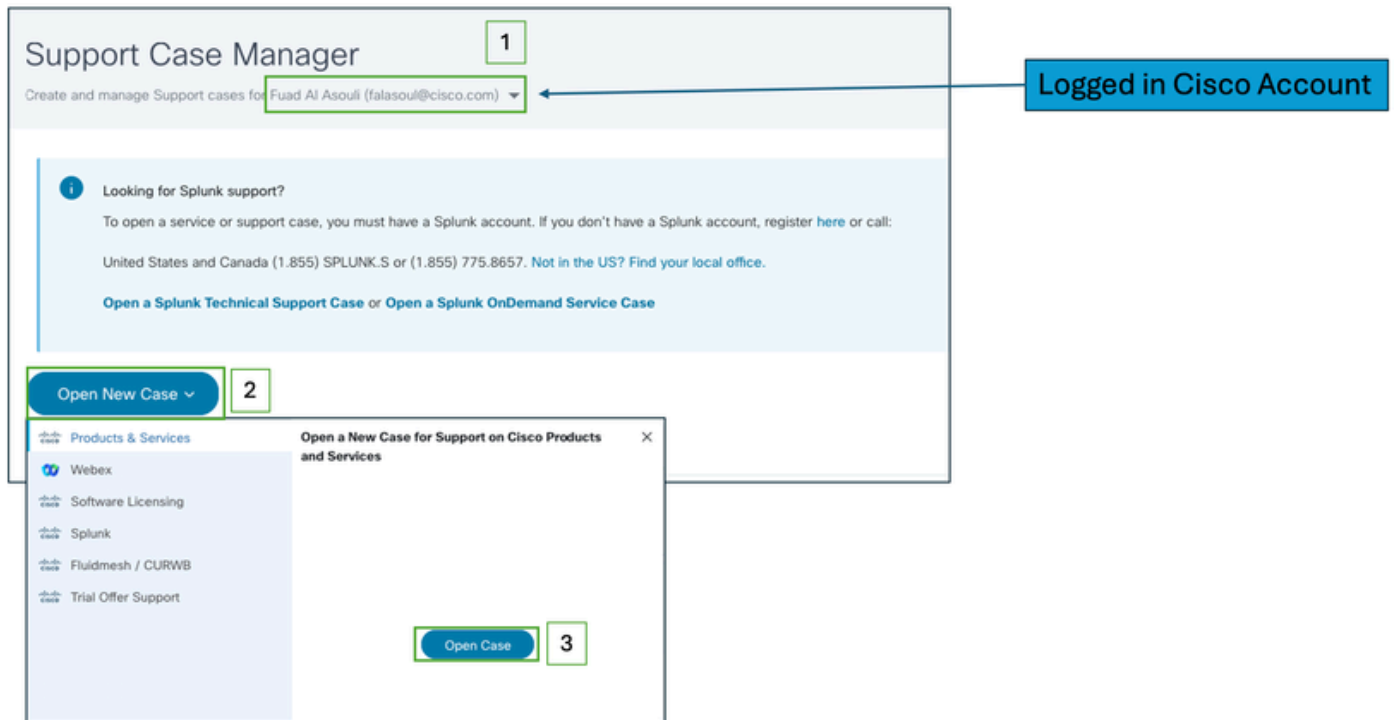 Support Case Manager
1
Create and manage Support cases for Fuad Al Asouli (falasoul@cisco.com)
Logged in Cisco Account
Looking for Splunk support?
To open a service or support case, you must have a Splunk account. If you don't have a Splunk account, register here or call:
United States and Canada (1.855) SPLUNK.S or (1.855) 775.8657. Not in the US? Find your local office.
Open a Splunk Technical Support Case or Open a Splunk OnDemand Service Case
Open New Case
2
Products & Services
Webex
Software Licensing
Splunk
Fluidmesh / CURWB
Trial Offer Support
Open a New Case for Support on Cisco Products
and Services
Open Case
3